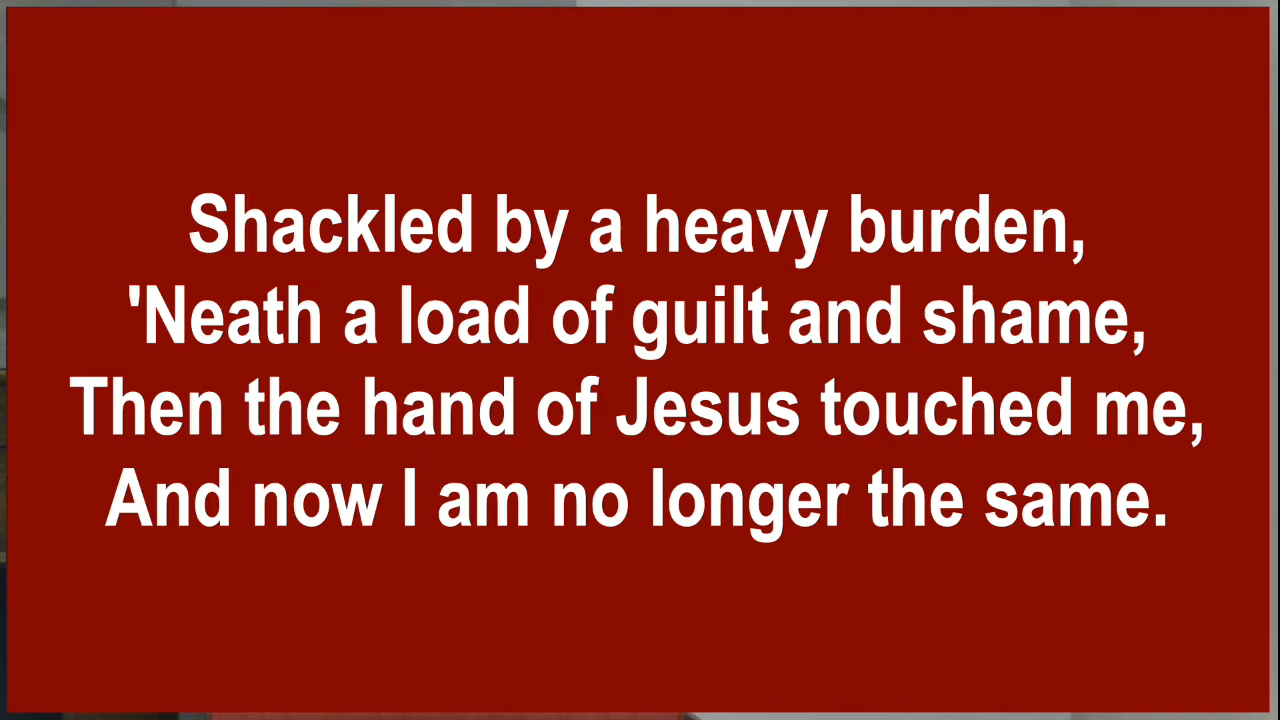 Shackled by a heavy burden,
'Neath a load of guilt and shame,
Then the hand of Jesus touched me,
And now I am no longer the same.